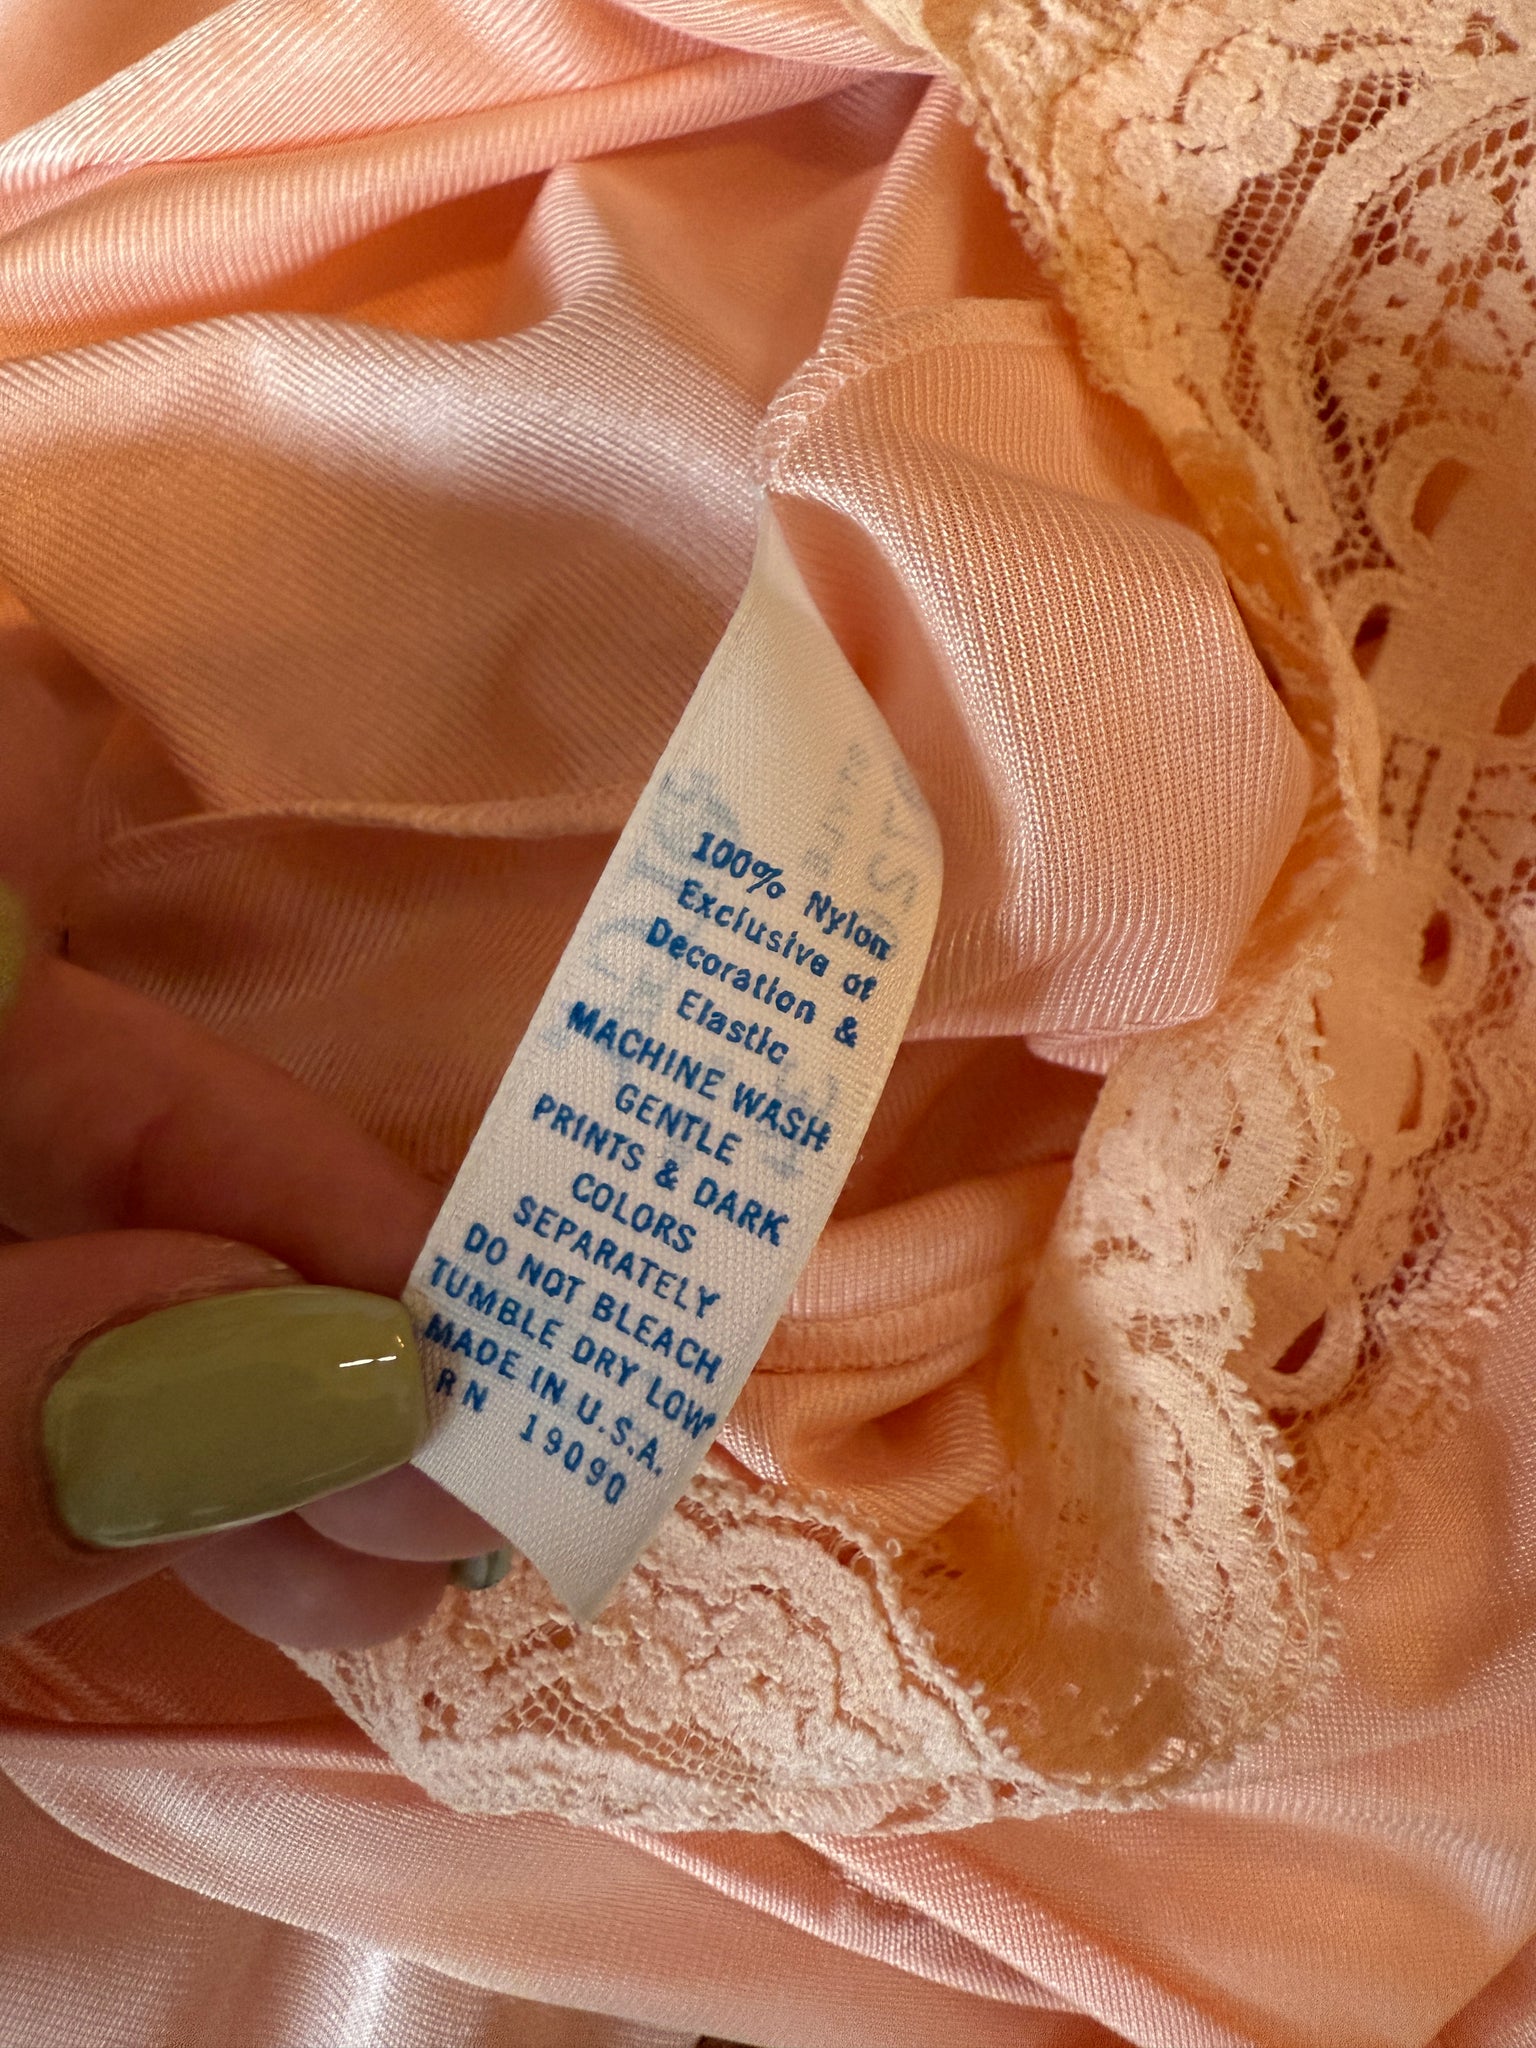 100% Nylon
Exclusive of
Decoration &
Elastic
MACHINE WASH
GENTLE
PRINTS & DARK
COLORS
SEPARATELY
DO NOT BLEACH
TUMBLE DRY LOW
MADE IN U.S.A.
RN 19090